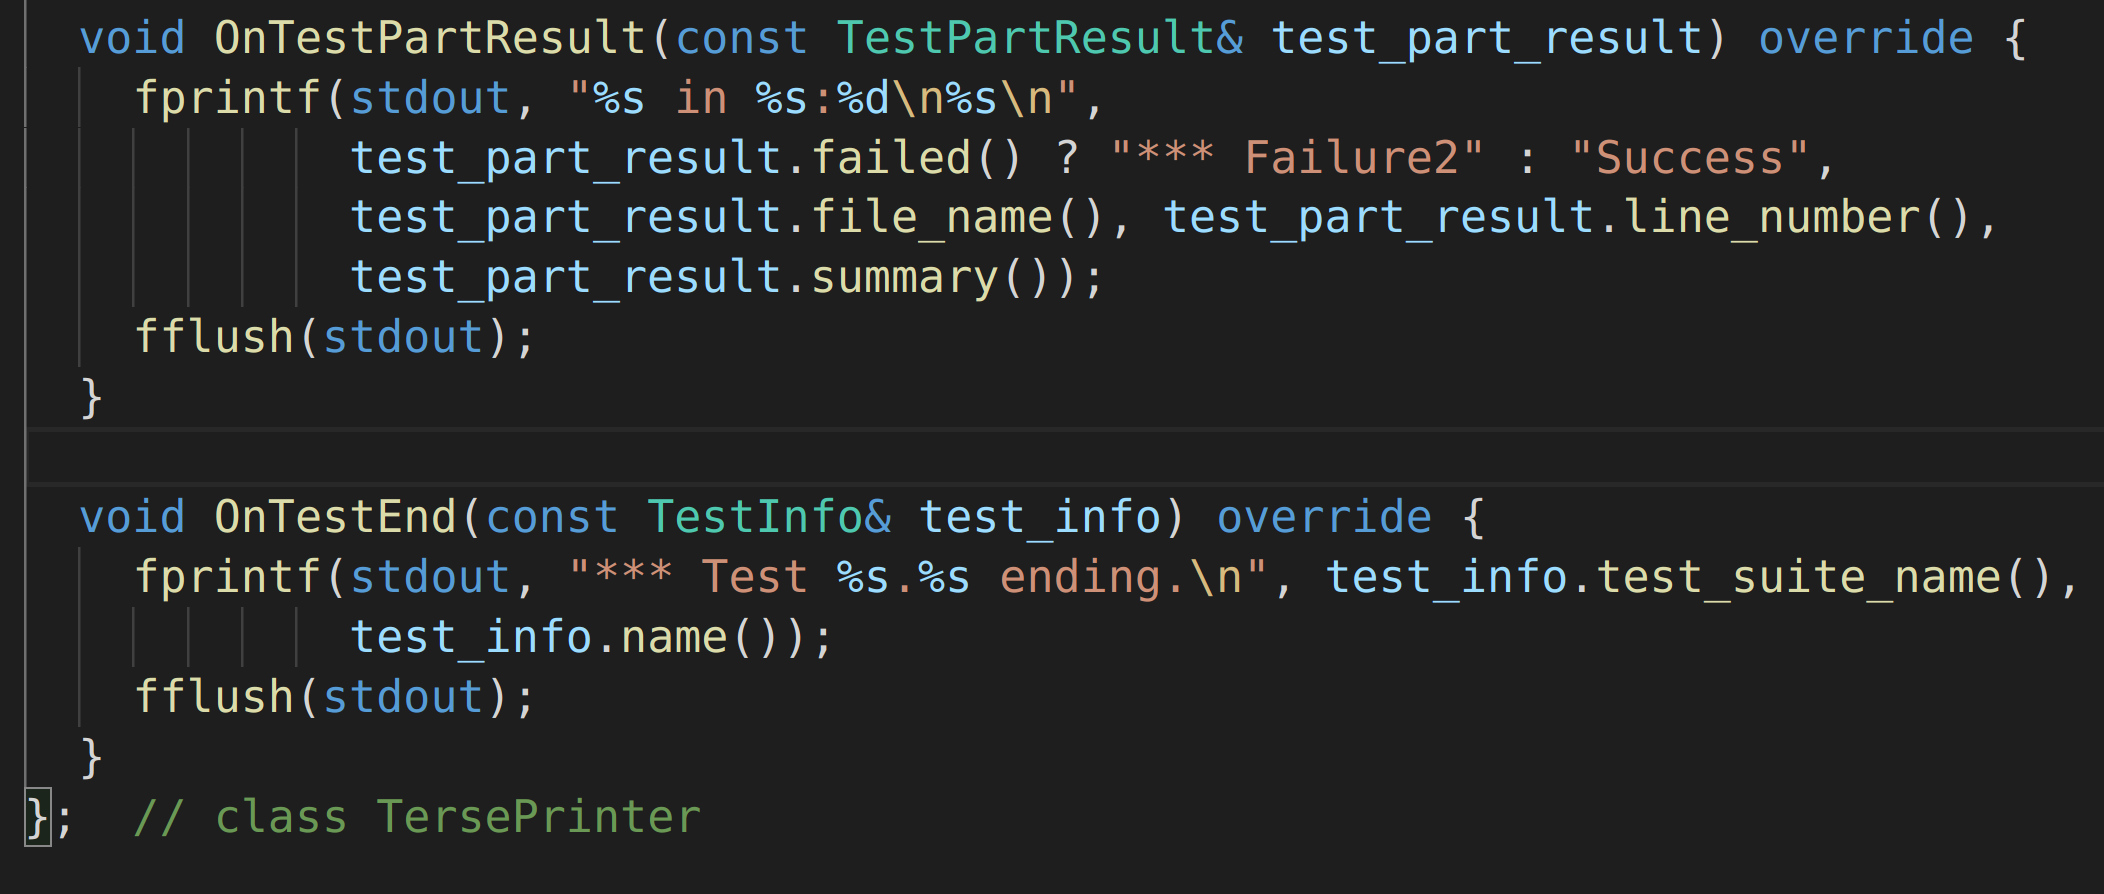 void OnTestPartResult(const TestPartResult& test_part_result) override {
fprintf(stdout, "%s in %s:%d\n%s\n",
test_part_result.failed() ? "*** Failure2" : "Success",
test_part_result.file_name(), test_part_result.line_number(),
test_part_result.summary());
fflush(stdout);
}
void OnTestEnd(const TestInfo& test_info) override {
fprintf(stdout, "*** Test %s.%s ending.\n", test_info.test_suite_name(),
test_info.name());
fflush(stdout);
}
};  // class TersePrinter